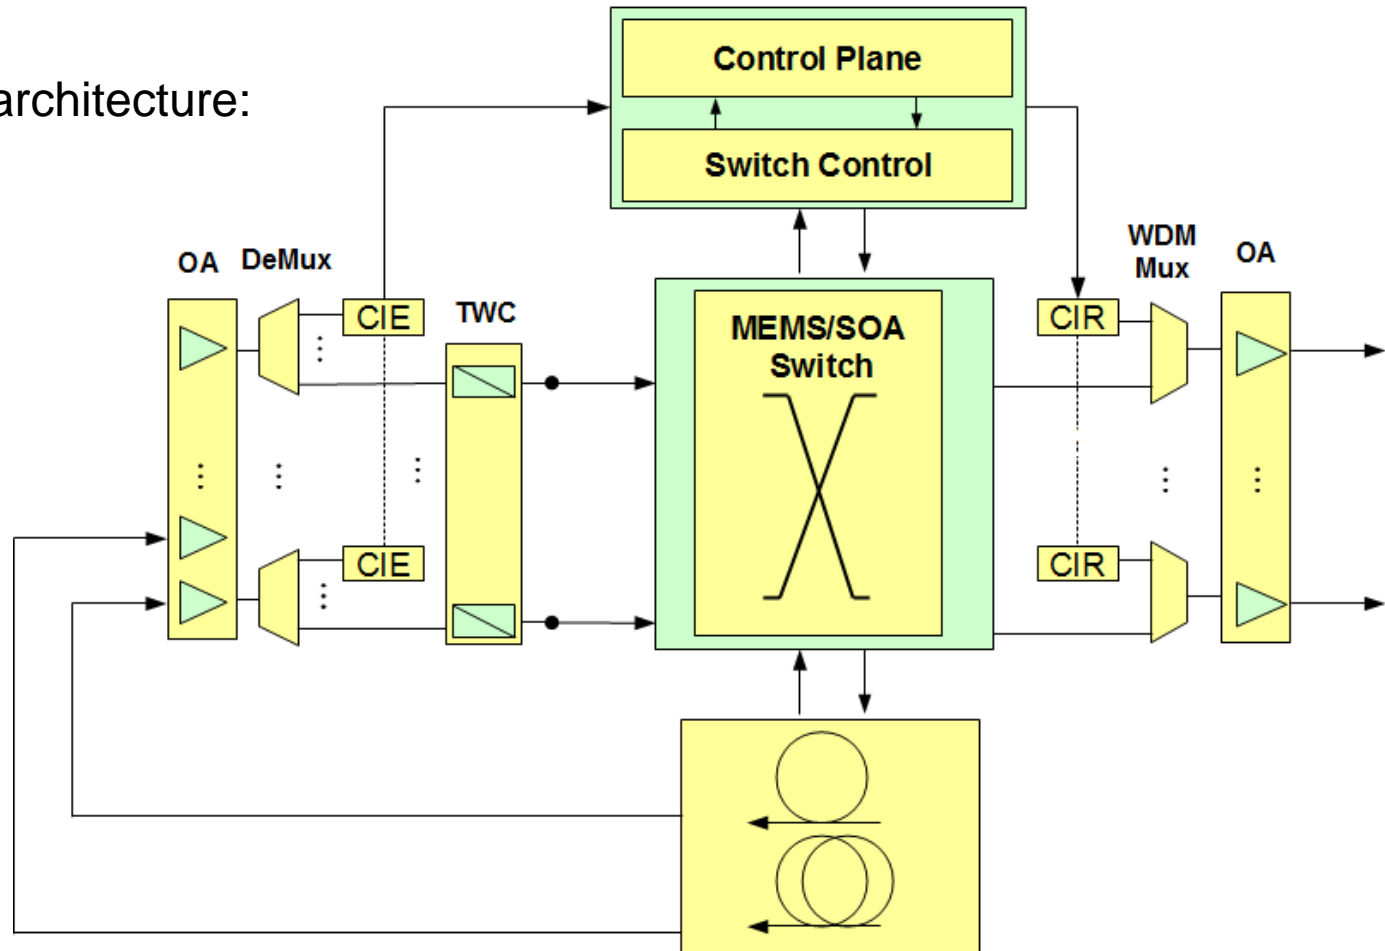 architecture:
Control Plane
Switch Control
OA
DeMux
CIE
TWC
MEMS/SOA
Switch
CIR
WDM
Mux
OA
CIE
CIR